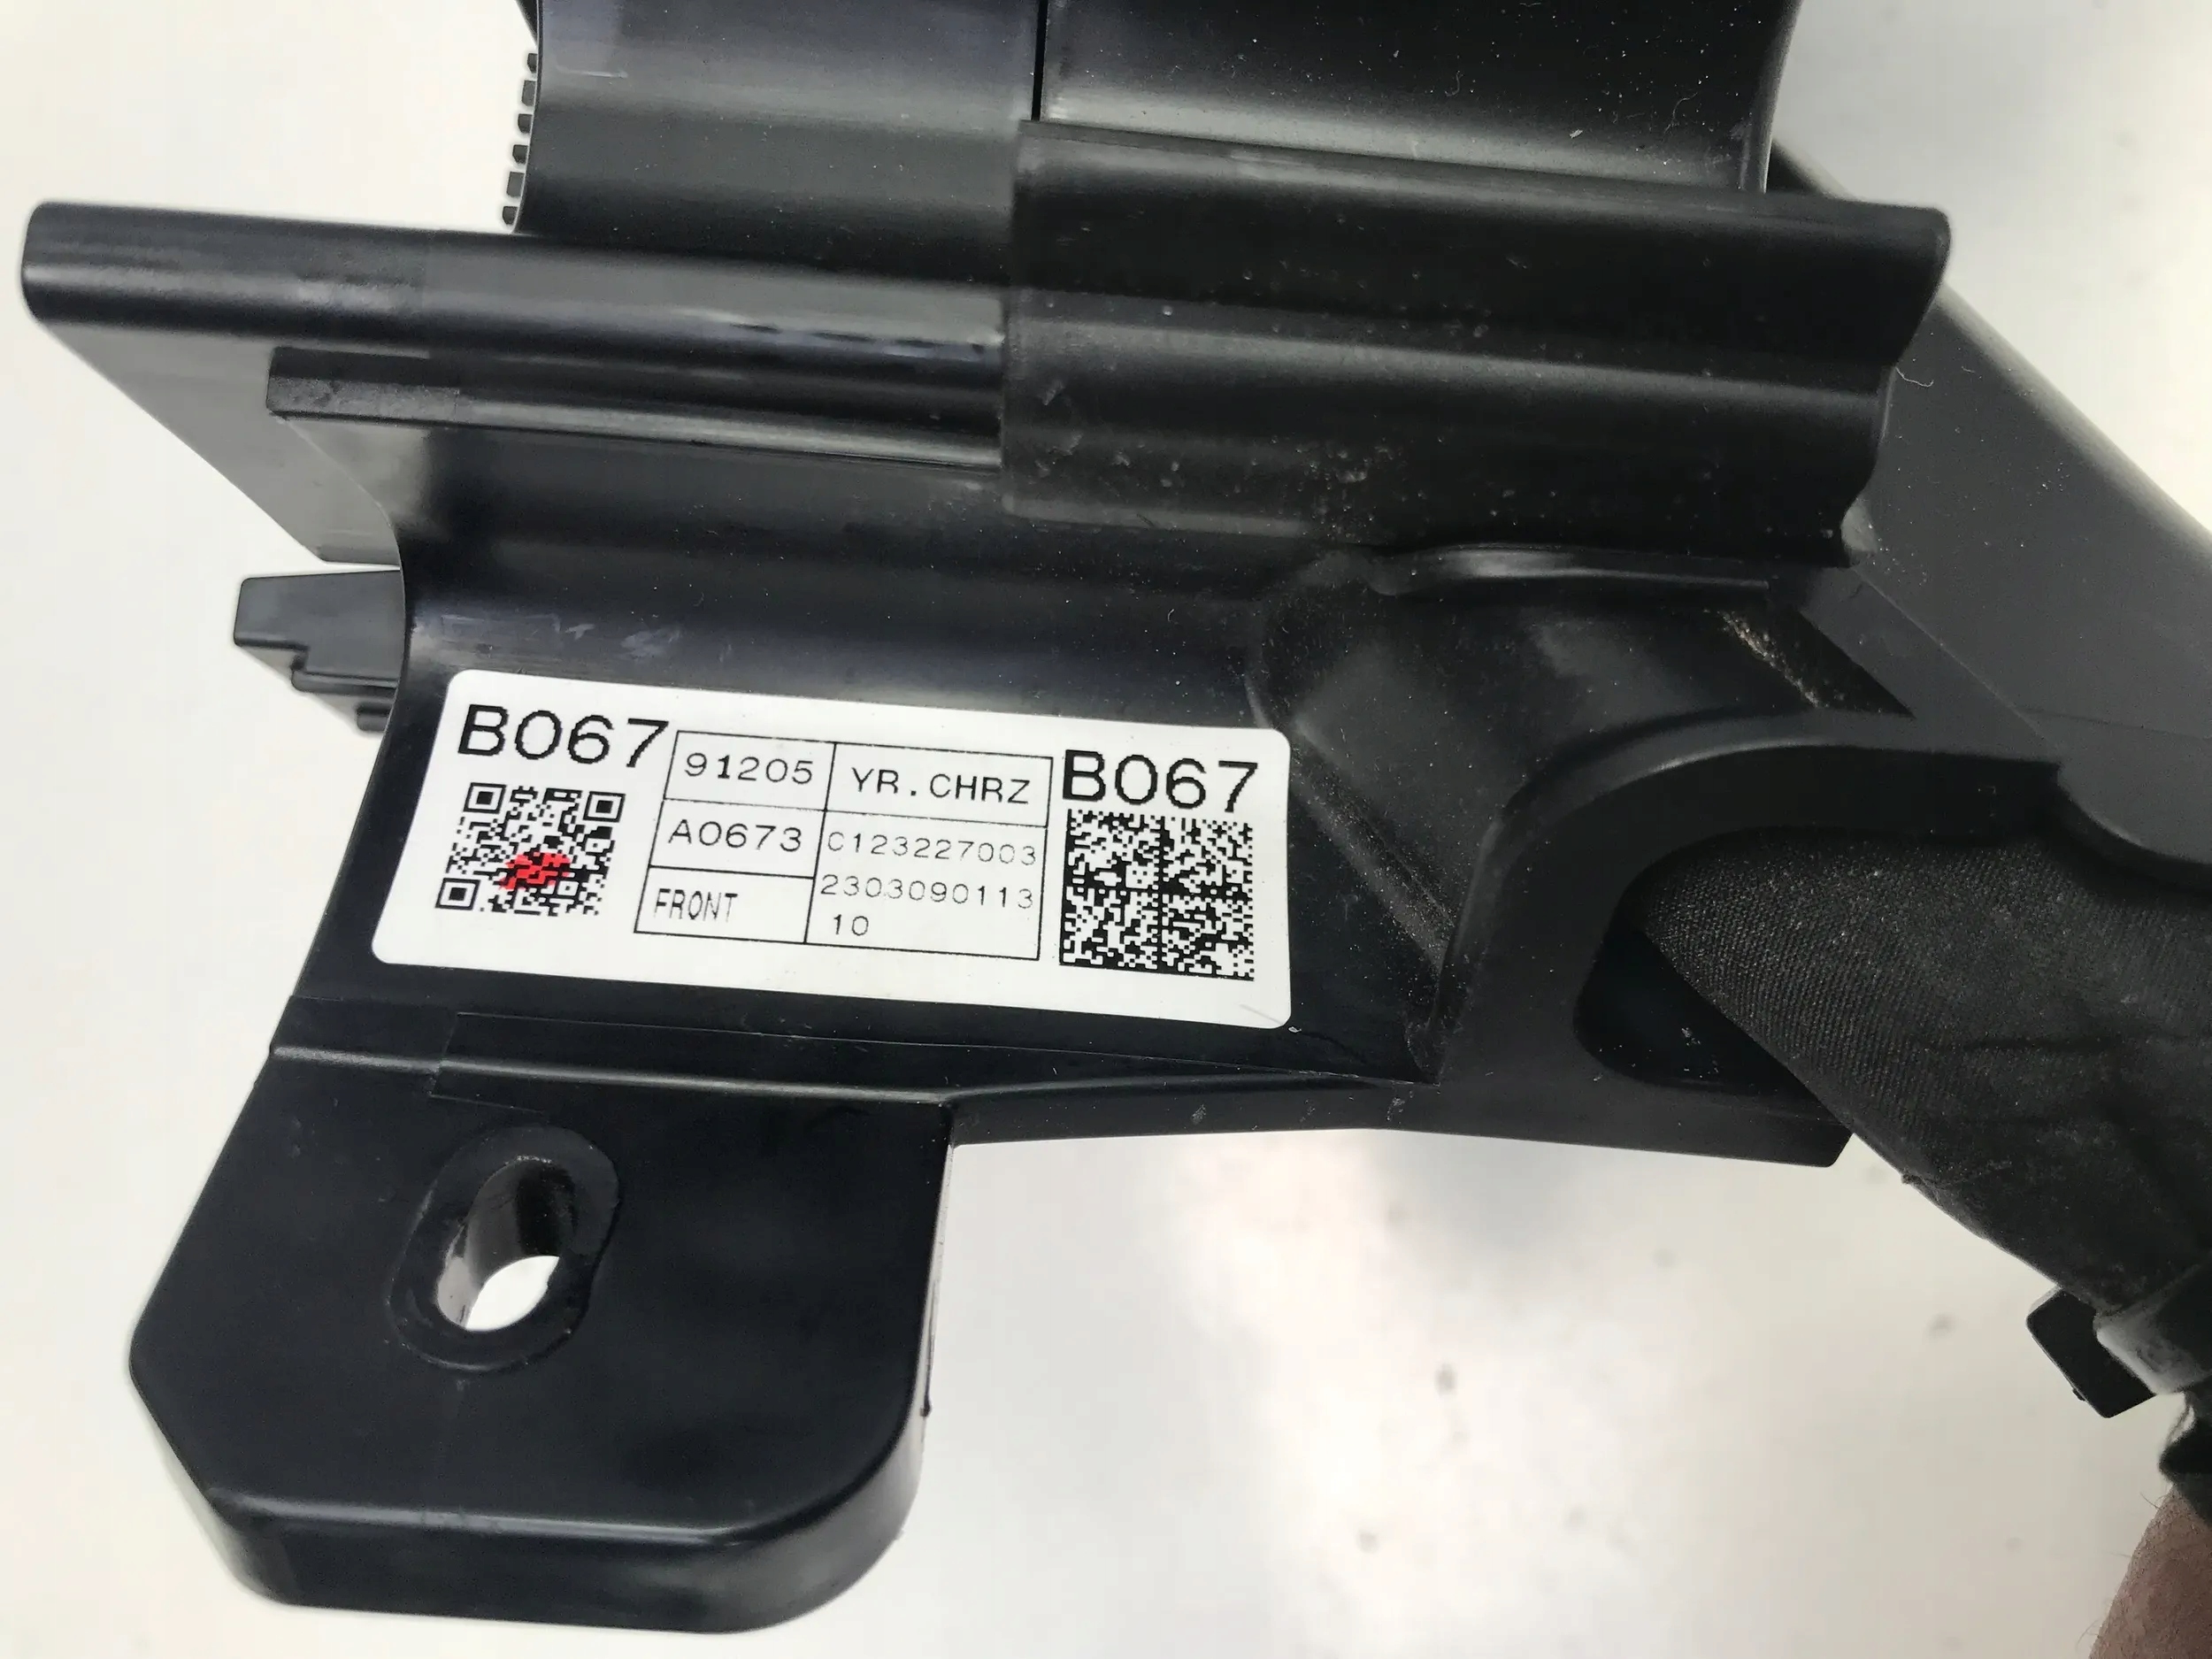 B067
91205
YR.CHRZ
B067
A0673
C123227003
2303090113
FRONT
10